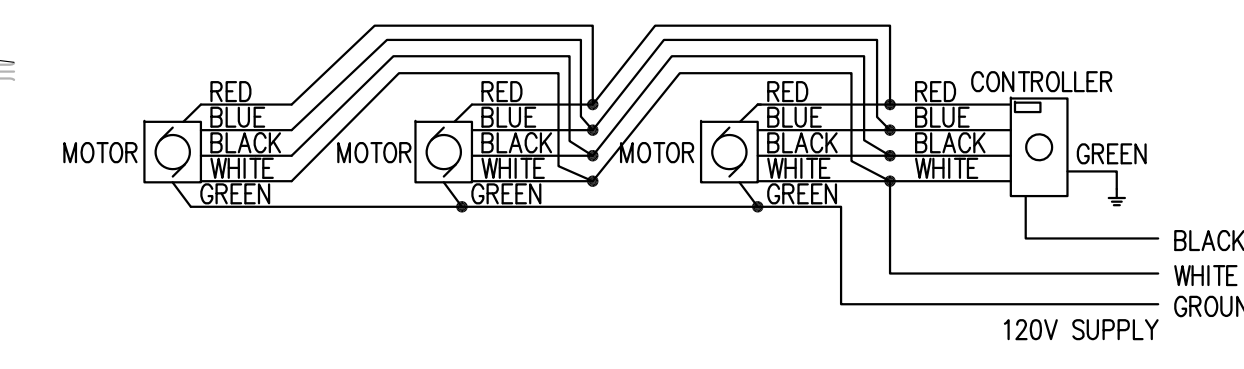 CONTROLLER
RED RED RED RED
BLUE BLUE BLUE BLUE
MOTOR BLACK MOTOR BLACK MOTOR BLACK BLACK GREEN
WHITE WHITE WHITE WHITE
GREEN GREEN GREEN
BLACK
WHITE
120V SUPPLY